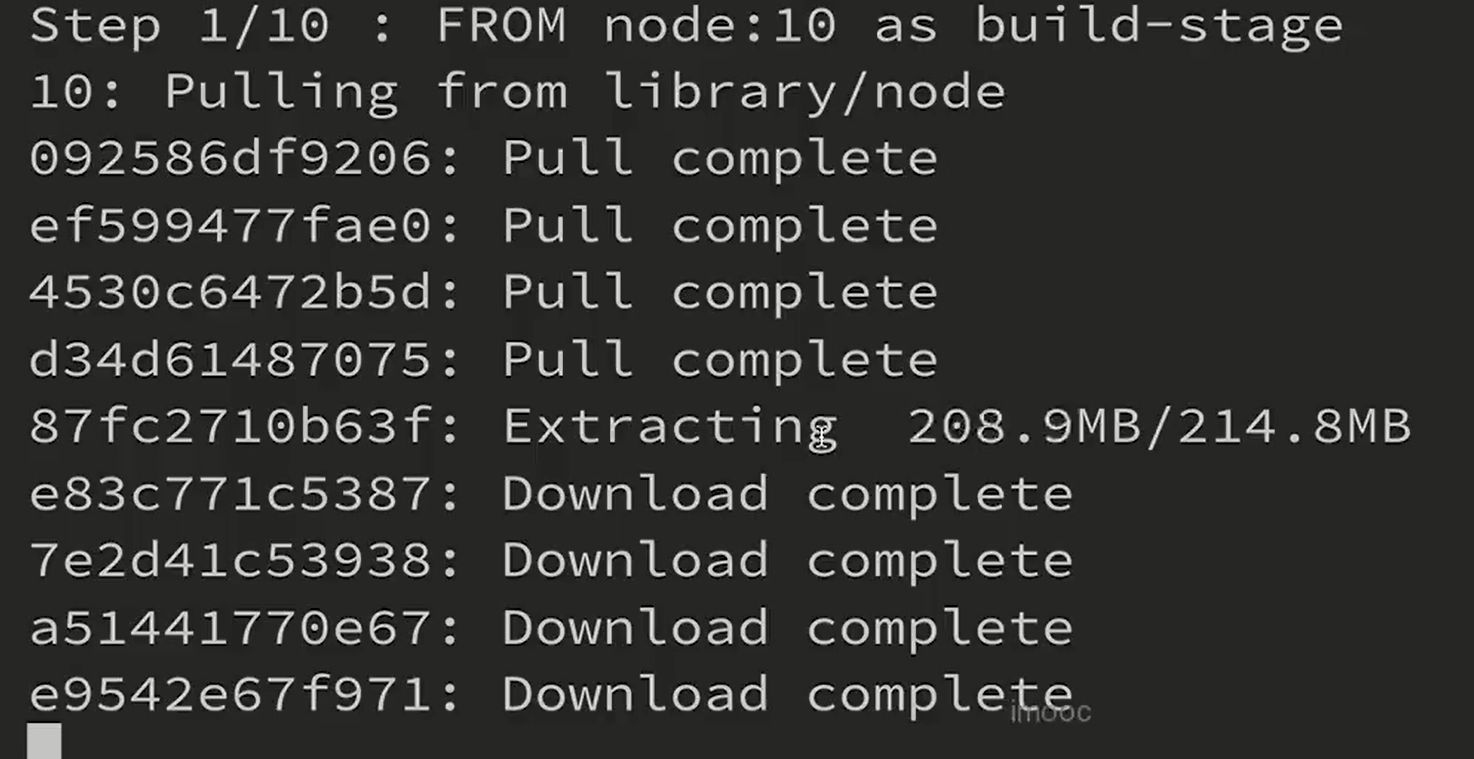 Step 1/10 : FROM node:10 as build-stage
10: Pulling from library/node
092586df9206: Pull complete
ef599477fae0: Pull complete
4530c6472b5d: Pull complete
d34d61487075: Pull complete
87fc2710b63f: Extracting  208.9MB/214.8MB
e83c771c5387: Download complete
7e2d41c53938: Download complete
a51441770e67: Download complete
e9542e67f971: Download complete
imooc